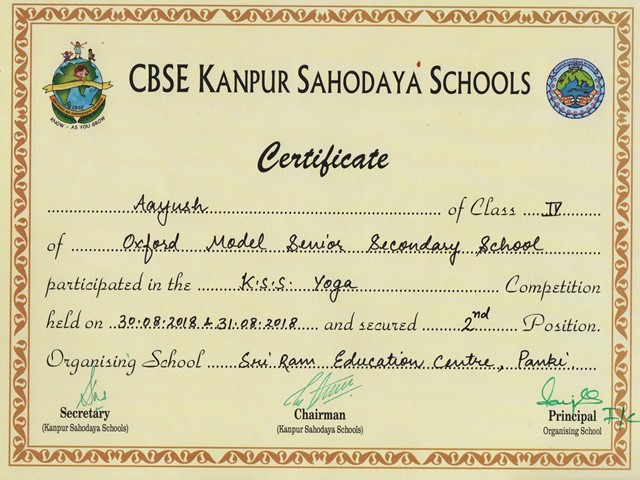 CBSE KANPUR SAHODAYA SCHOOLS
CBSE
KNOW - AS YOU GROW
Certificate
Aayush of Class IV
of Oxford Model Senior Secondary School
participated in the K.S.S. Yoga Competition
held on 30.08.2018 & 31.08.2018 and secured 2nd Position.
Organising School Sri Ram Education Centre, Panki.
Secretary Chairman Principal I/c
(Kanpur Sahodaya Schools) (Kanpur Sahodaya Schools) Organising School